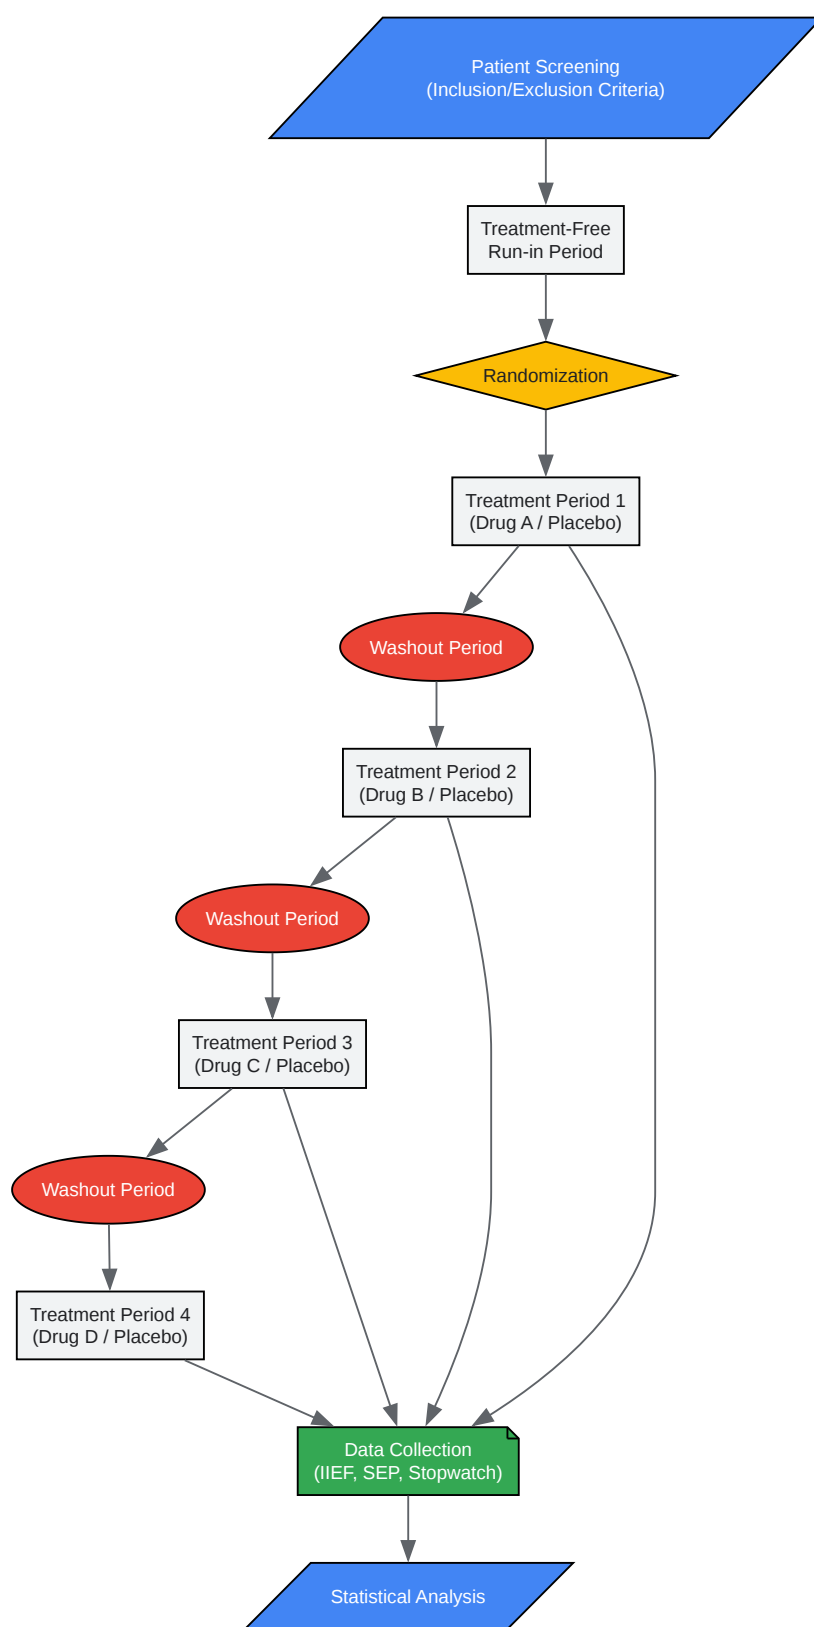 Patient Screening
(Inclusion/Exclusion Criteria)
Treatment-Free
Run-in Period
Randomization
Treatment Period 1
(Drug A / Placebo)
Washout Period
Treatment Period 2
(Drug B / Placebo)
Washout Period
Treatment Period 3
(Drug C / Placebo)
Washout Period
Treatment Period 4
(Drug D / Placebo)
Data Collection
(IIEF, SEP, Stopwatch)
Statistical Analysis